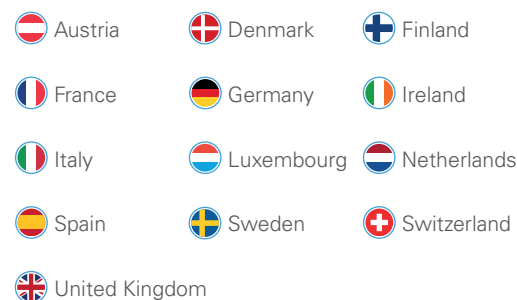 Austria Denmark Finland
France Germany Ireland
Italy Luxembourg Netherlands
Spain Sweden Switzerland
United Kingdom